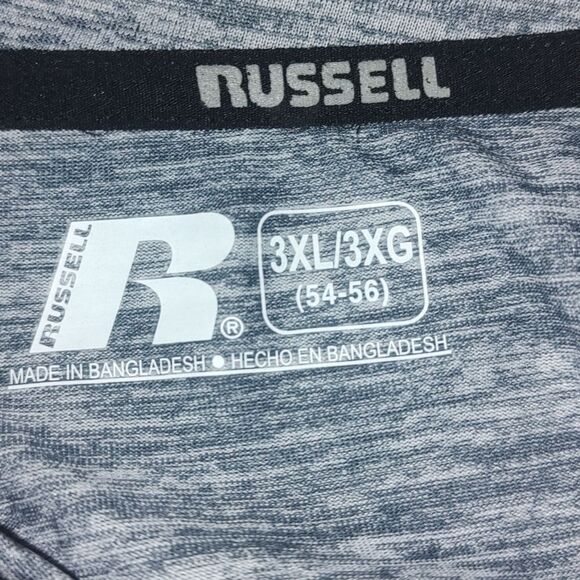 RUSSELL
RUSSELL
R®
3XL/3XG
(54-56)
MADE IN BANGLADESH • HECHO EN BANGLADESH